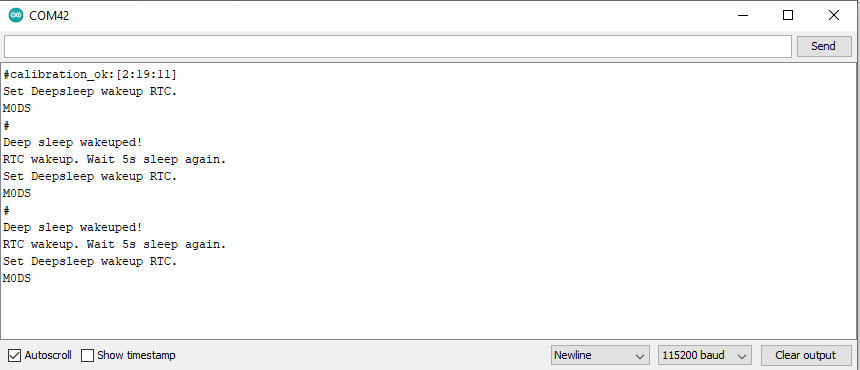 COM42
Send
#calibration_ok:[2:19:11]
Set Deepsleep wakeup RTC.
M0DS
#
Deep sleep wakeuped!
RTC wakeup. Wait 5s sleep again.
Set Deepsleep wakeup RTC.
M0DS
#
Deep sleep wakeuped!
RTC wakeup. Wait 5s sleep again.
Set Deepsleep wakeup RTC.
M0DS
Autoscroll Show timestamp Newline 115200 baud Clear output